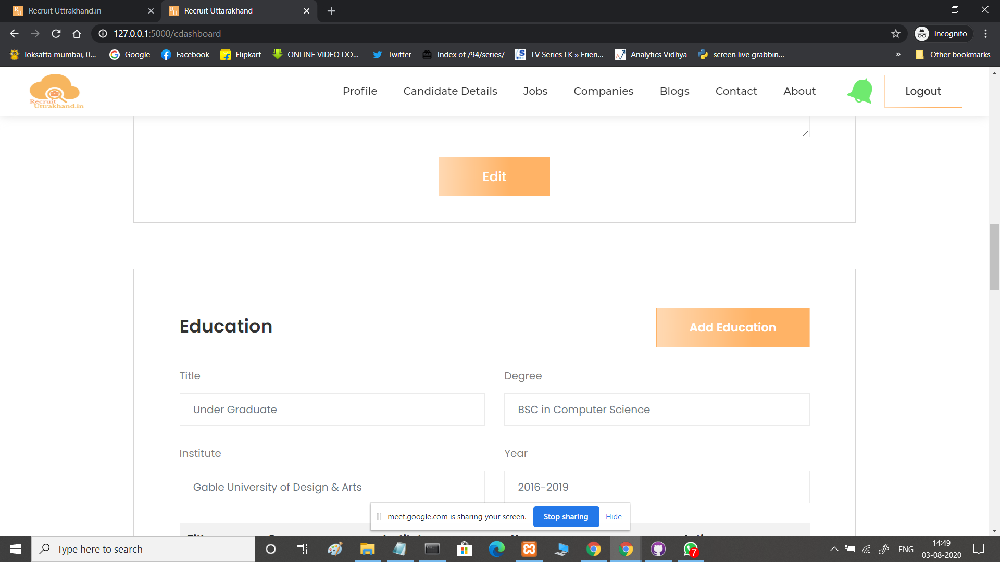 Recruit Uttrakhand.in
Recruit Uttarakhand
127.0.0.1:5000/cdashboard
Incognito
loksatta mumbai, 0...
Google
Facebook
Flipkart
ONLINE VIDEO DO...
Twitter
Index of /94/series/
TV Series LK » Frien...
Analytics Vidhya
screen live grabbin...
»
Other bookmarks
Recruit
Uttrakhand.in
Profile
Candidate Details
Jobs
Companies
Blogs
Contact
About
Logout
Edit
Education
Add Education
Title
Degree
Under Graduate
BSC in Computer Science
Institute
Year
Gable University of Design & Arts
2016-2019
meet.google.com is sharing your screen.
Stop sharing
Hide
Type here to search
7
ENG
14:49
03-08-2020